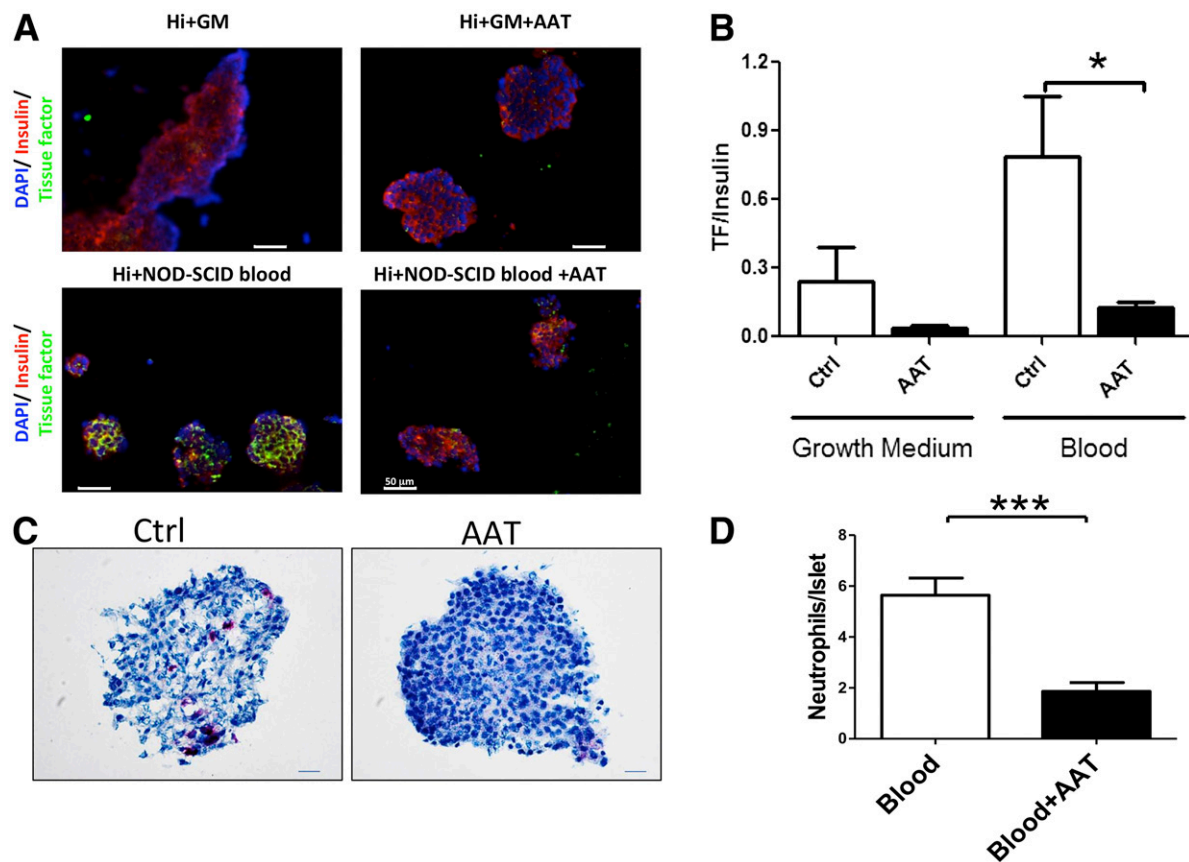 A
Hi+GM
Hi+GM+AAT
DAPI/ Insulin/
Tissue factor
Hi+NOD-SCID blood
Hi+NOD-SCID blood +AAT
DAPI/ Insulin/
Tissue factor
50 µm
B
TF/Insulin
1.2
0.9
0.6
0.3
0.0
*
Ctrl
AAT
Ctrl
AAT
Growth Medium
Blood
C
Ctrl
AAT
D
Neutrophils/Islet
8
6
4
2
0
***
Blood
Blood+AAT